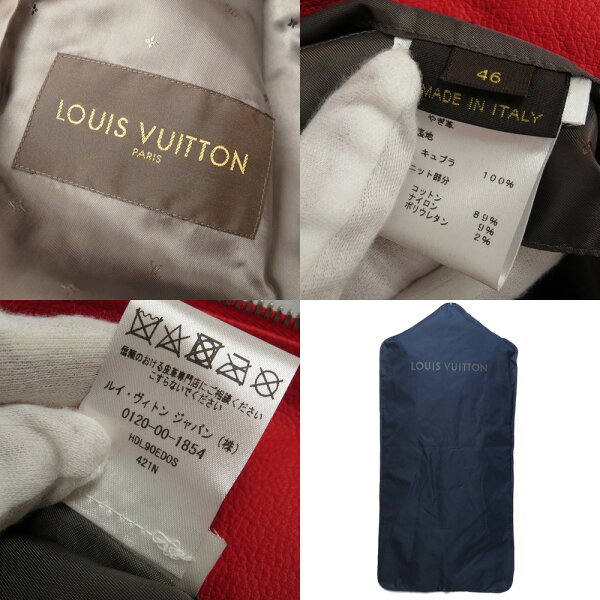 LOUIS VUITTON
PARIS
46
MADE IN ITALY
やぎ革
裏地
キュプラ
100%
ニット部分
コットン
89%
ナイロン
9%
ポリウレタン
2%
信頼のおける皮革専門店にご相談ください
こすらないでください
ルイ・ヴィトン ジャパン (株)
0120-00-1854
HDL90EDOS
421N
LOUIS VUITTON